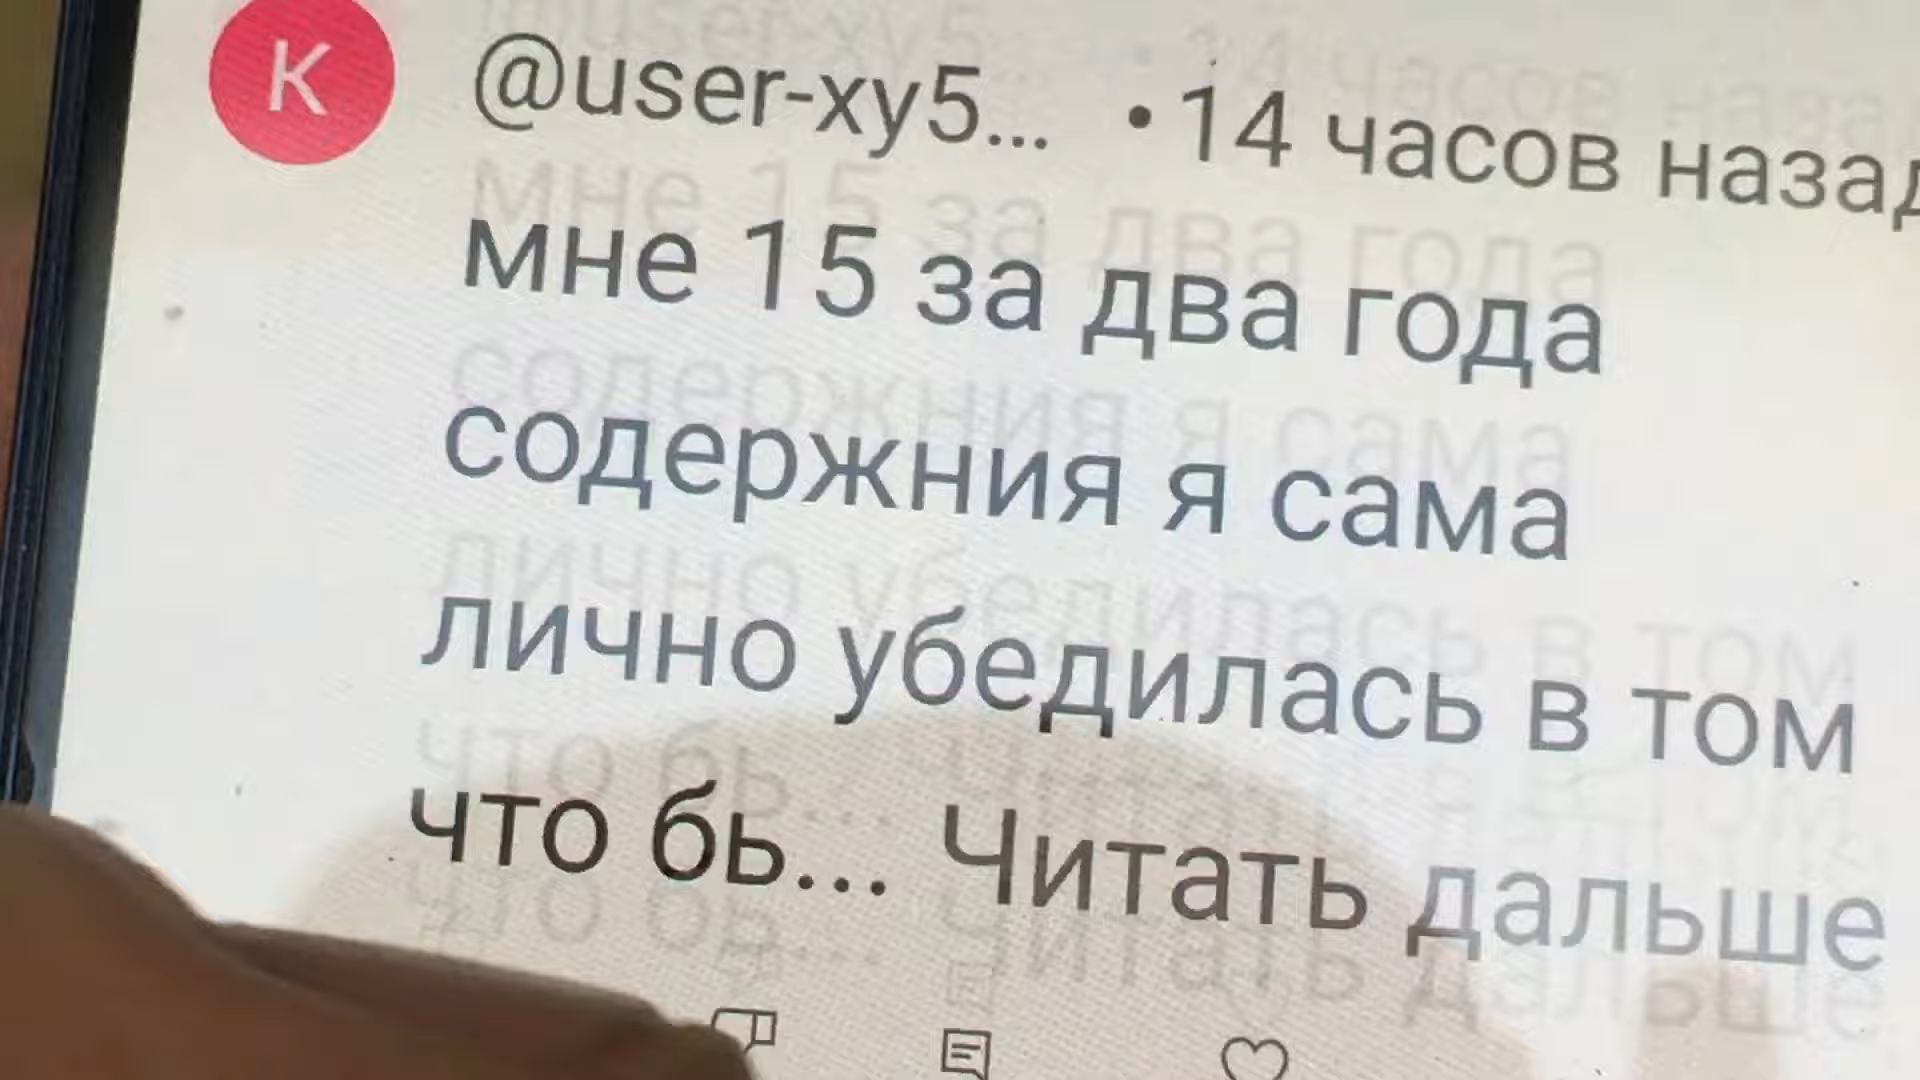 K
@user-xy5... • 14 часов назад
мне 15 за два года
содержния я сама
лично убедилась в том
что бь... Читать дальше